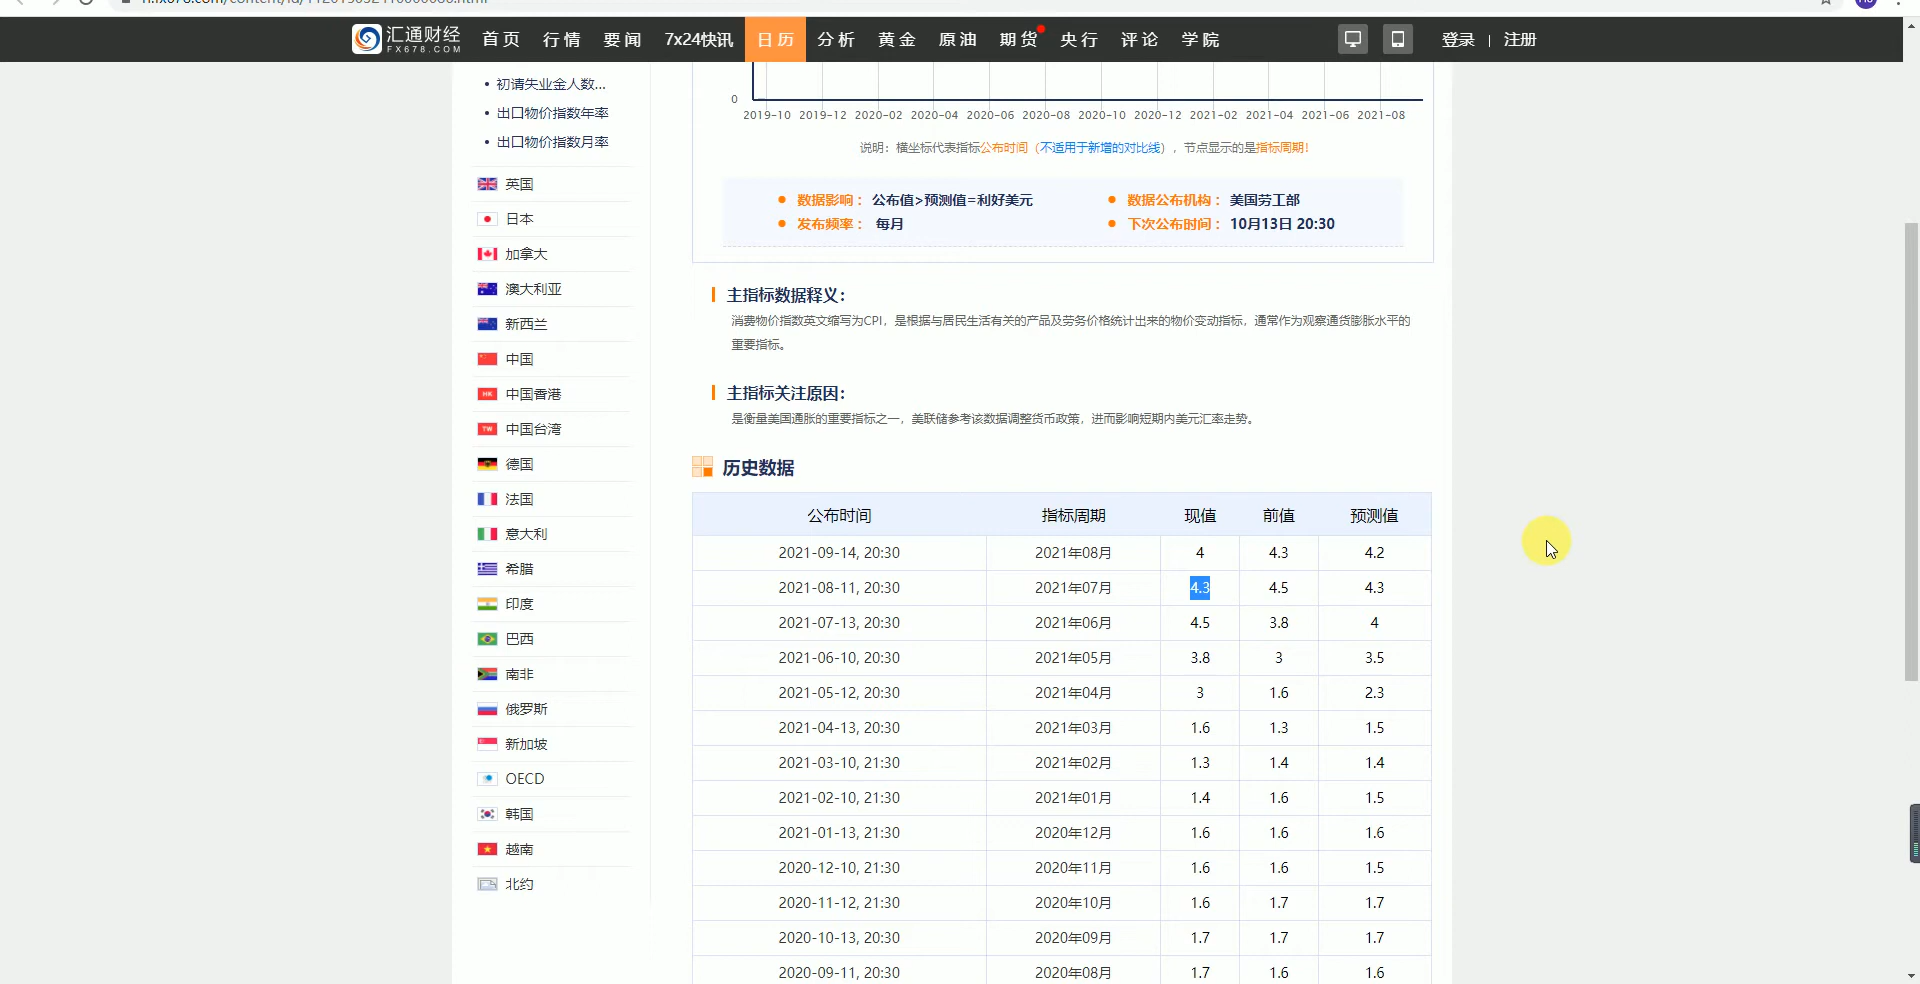 汇通财经
FX678.COM
首页 行情 要闻 7x24快讯 日历 分析 黄金 原油 期货 央行 评论 学院 登录 | 注册
• 初请失业金人数...
• 出口物价指数年率
• 出口物价指数月率
英国
日本
加拿大
澳大利亚
新西兰
中国
HK 中国香港
TW 中国台湾
德国
法国
意大利
希腊
印度
巴西
南非
俄罗斯
新加坡
OECD
韩国
越南
北约
0
2019-10 2019-12 2020-02 2020-04 2020-06 2020-08 2020-10 2020-12 2021-02 2021-04 2021-06 2021-08
说明：横坐标代表指标公布时间（不适用于新增的对比线），节点显示的是指标周期！
● 数据影响： 公布值>预测值=利好美元 ● 数据公布机构： 美国劳工部
● 发布频率： 每月 ● 下次公布时间： 10月13日 20:30
主指标数据释义：
消费物价指数英文缩写为CPI，是根据与居民生活有关的产品及劳务价格统计出来的物价变动指标，通常作为观察通货膨胀水平的
重要指标。
主指标关注原因：
是衡量美国通胀的重要指标之一，美联储参考该数据调整货币政策，进而影响短期内美元汇率走势。
历史数据
公布时间 指标周期 现值 前值 预测值
2021-09-14, 20:30 2021年08月 4 4.3 4.2
2021-08-11, 20:30 2021年07月 4.3 4.5 4.3
2021-07-13, 20:30 2021年06月 4.5 3.8 4
2021-06-10, 20:30 2021年05月 3.8 3 3.5
2021-05-12, 20:30 2021年04月 3 1.6 2.3
2021-04-13, 20:30 2021年03月 1.6 1.3 1.5
2021-03-10, 21:30 2021年02月 1.3 1.4 1.4
2021-02-10, 21:30 2021年01月 1.4 1.6 1.5
2021-01-13, 21:30 2020年12月 1.6 1.6 1.6
2020-12-10, 21:30 2020年11月 1.6 1.6 1.5
2020-11-12, 21:30 2020年10月 1.6 1.7 1.7
2020-10-13, 20:30 2020年09月 1.7 1.7 1.7
2020-09-11, 20:30 2020年08月 1.7 1.6 1.6